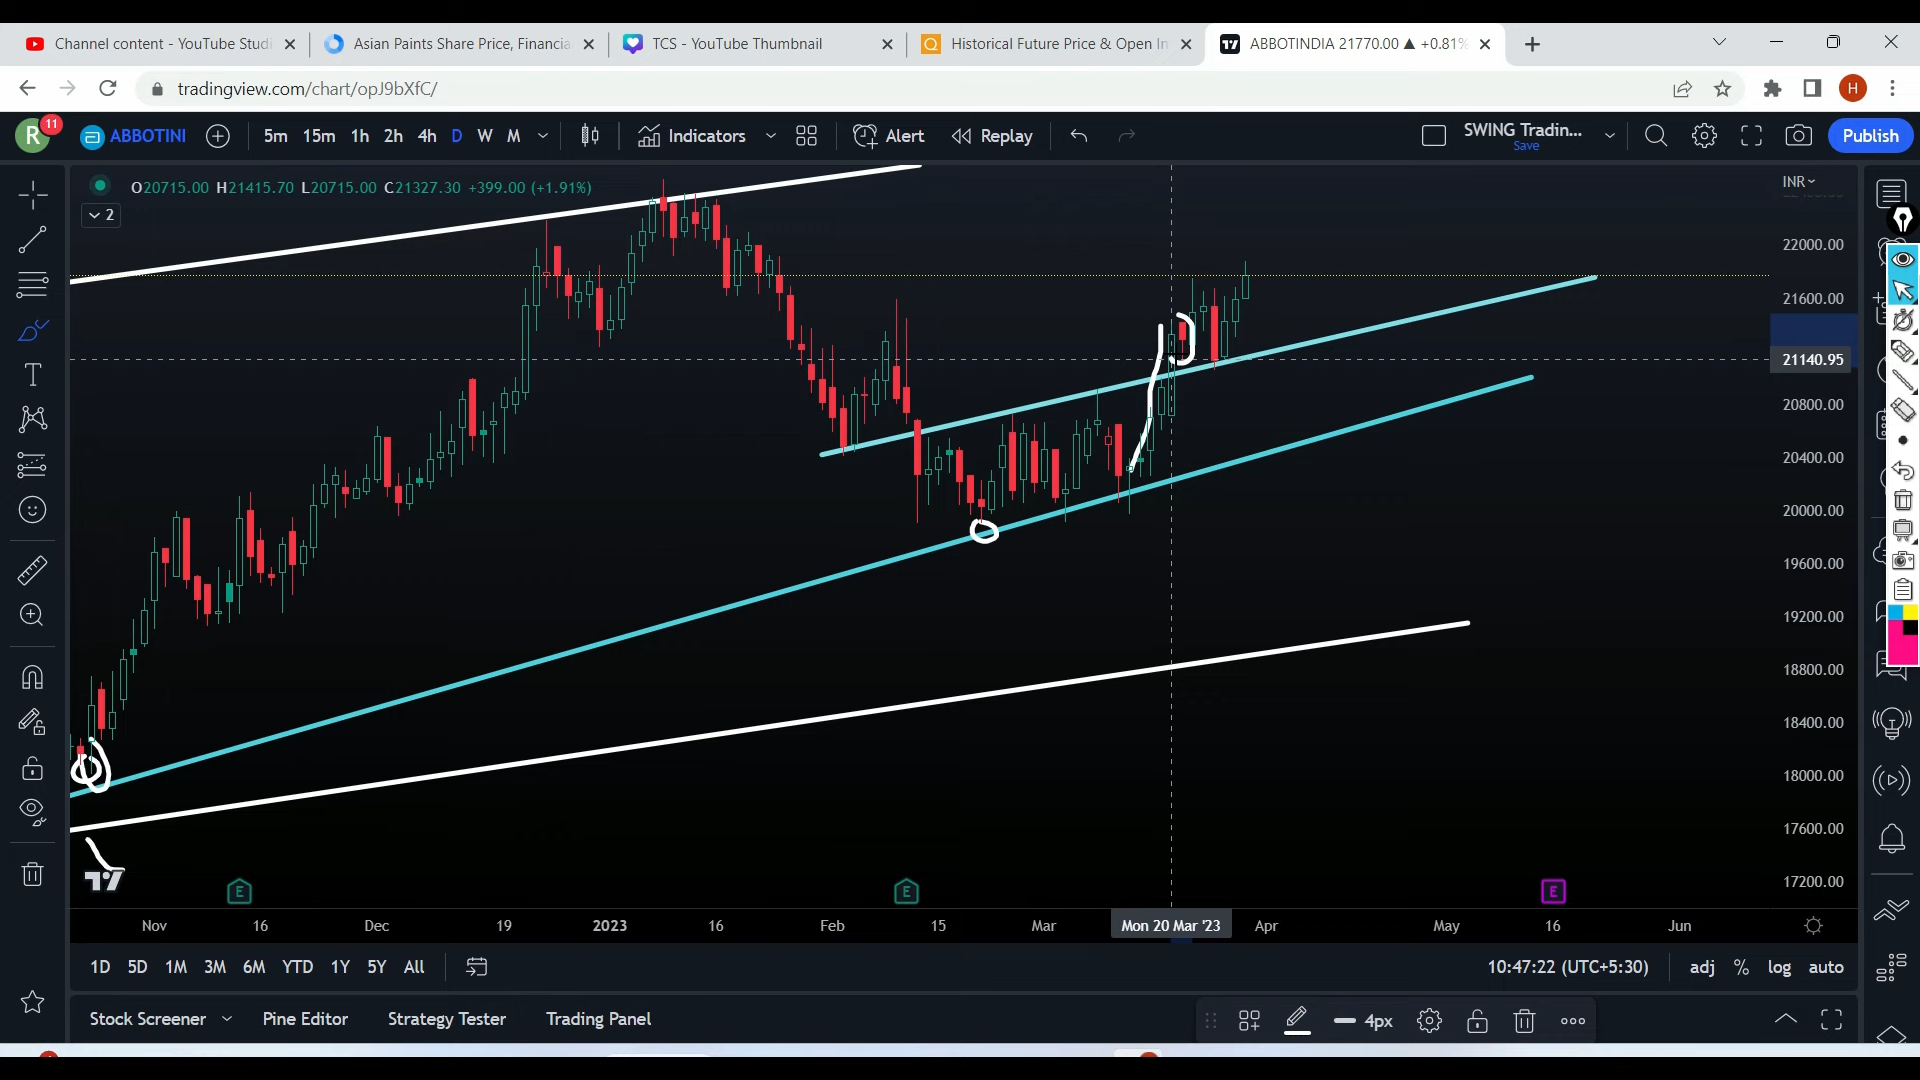 Channel content - YouTube Studi
Asian Paints Share Price, Financia
TCS - YouTube Thumbnail
Historical Future Price & Open In
ABBOTINDIA 21770.00 ▲ +0.81%
tradingview.com/chart/opJ9bXfC/
H
R 11 ABBOTINI 5m 15m 1h 2h 4h D W M Indicators Alert Replay SWING Tradin... Save Publish
O20715.00 H21415.70 L20715.00 C21327.30 +399.00 (+1.91%)
2
INR
22000.00
21600.00
21140.95
20800.00
20400.00
20000.00
19600.00
19200.00
18800.00
18400.00
18000.00
17600.00
17200.00
E E E
Nov 16 Dec 19 2023 16 Feb 15 Mar Mon 20 Mar '23 Apr May 16 Jun
1D 5D 1M 3M 6M YTD 1Y 5Y All 10:47:22 (UTC+5:30) adj % log auto
Stock Screener Pine Editor Strategy Tester Trading Panel 4px